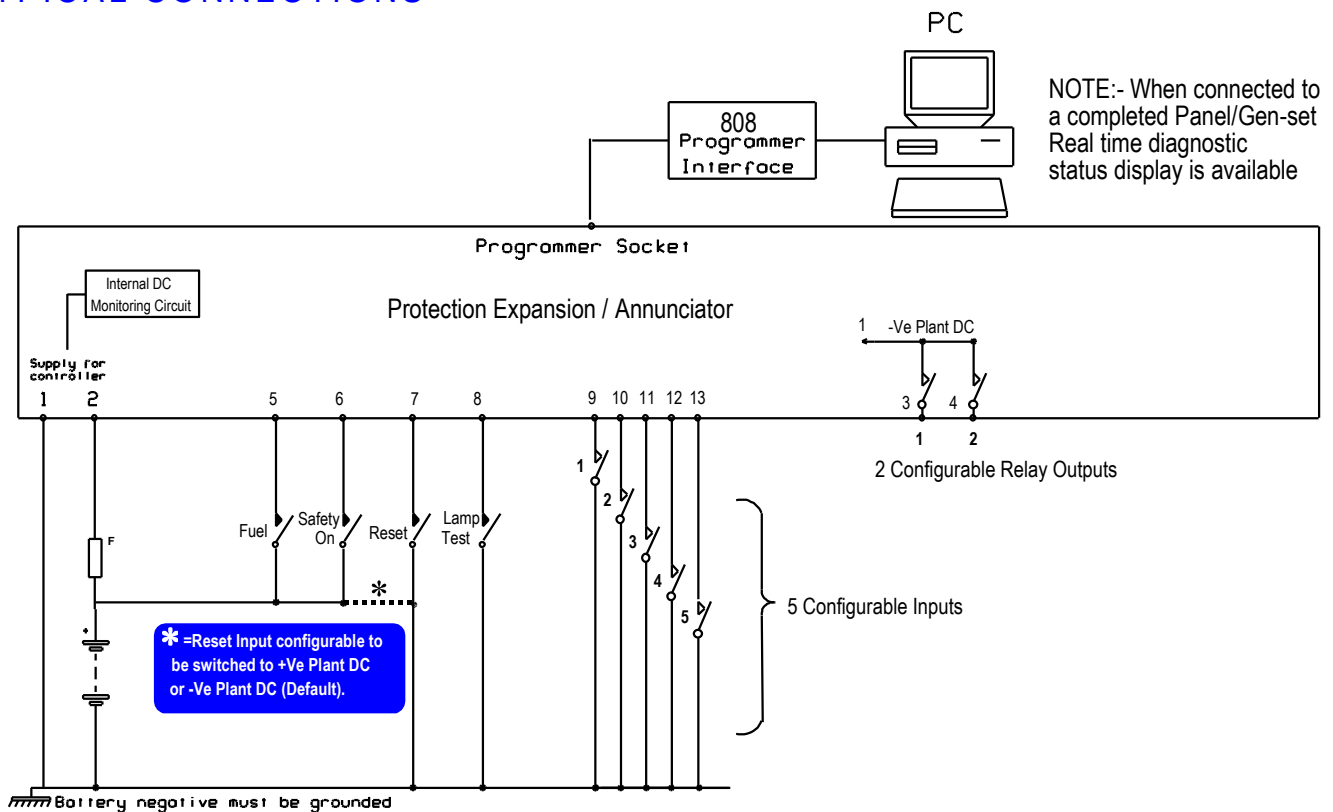 PC
NOTE:- When connected to
a completed Panel/Gen-set
Real time diagnostic
status display is available
808
Programmer
Interface
Programmer Socket
Internal DC
Monitoring Circuit
Protection Expansion / Annunciator
1 -Ve Plant DC
Supply for
controller
1 2 5 6 7 8 9 10 11 12 13
3 4
1 2
2 Configurable Relay Outputs
1
2
3
4
5
Fuel
Safety
On
Reset
Lamp
Test
F
*
5 Configurable Inputs
+
* =Reset Input configurable to
be switched to +Ve Plant DC
or -Ve Plant DC (Default).
Battery negative must be grounded